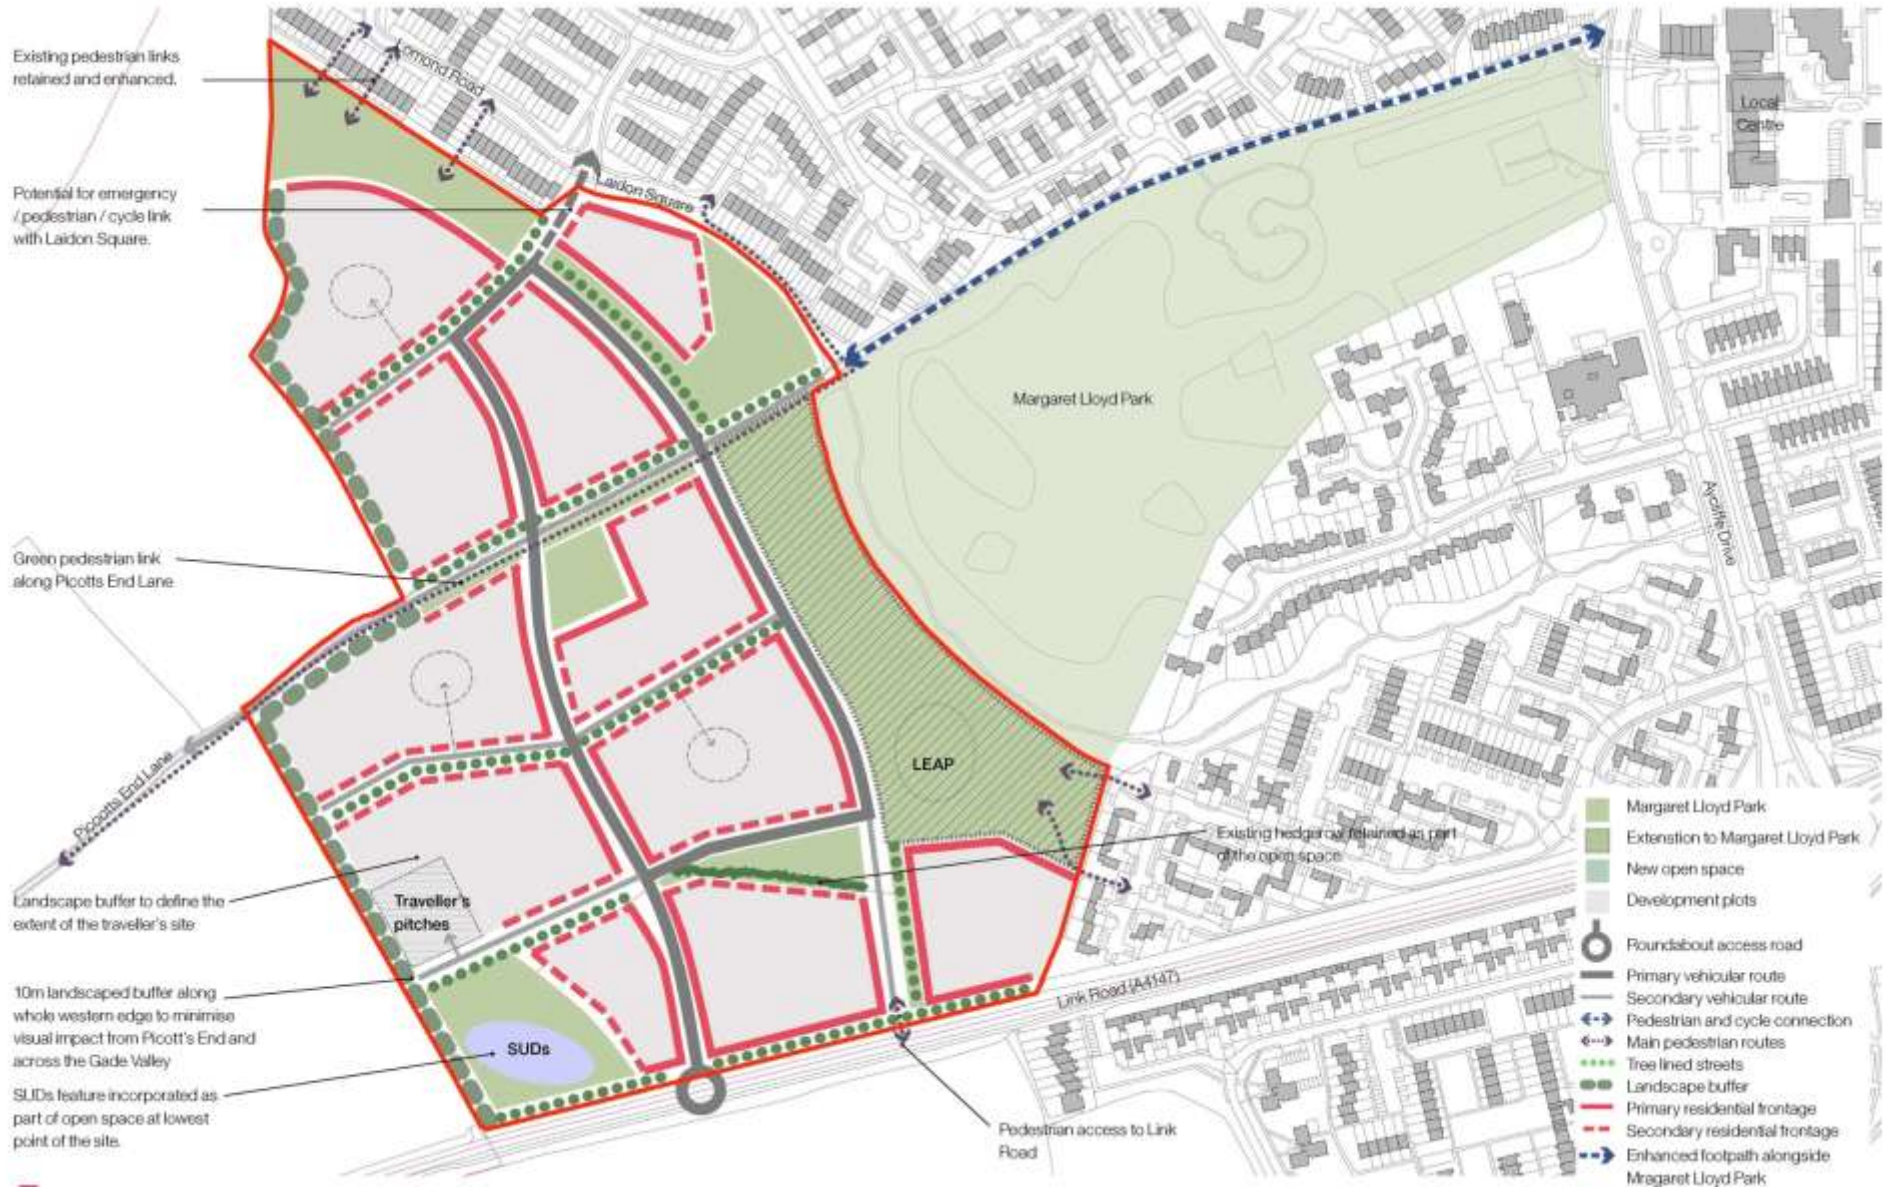 Existing pedestrian links
retained and enhanced.
Lomond Road
Local
Centre
Potential for emergency
/ pedestrian / cycle link
with Laidon Square.
Laidon Square
Margaret Lloyd Park
Aycliffe Drive
Green pedestrian link
along Picotts End Lane
Picotts End Lane
LEAP
Existing hedgerow retained as part
of the open space
Landscape buffer to define the
extent of the traveller's site
Traveller's
pitches
10m landscaped buffer along
whole western edge to minimise
visual impact from Picott's End and
across the Gade Valley
SUDs
SUDs feature incorporated as
part of open space at lowest
point of the site.
Link Road (A4147)
Pedestrian access to Link
Road
Margaret Lloyd Park
Extenstion to Margaret Lloyd Park
New open space
Development plots
Roundabout access road
Primary vehicular route
Secondary vehicular route
Pedestrian and cycle connection
Main pedestrian routes
Tree lined streets
Landscape buffer
Primary residential frontage
Secondary residential frontage
Enhanced footpath alongside
Mragaret Lloyd Park